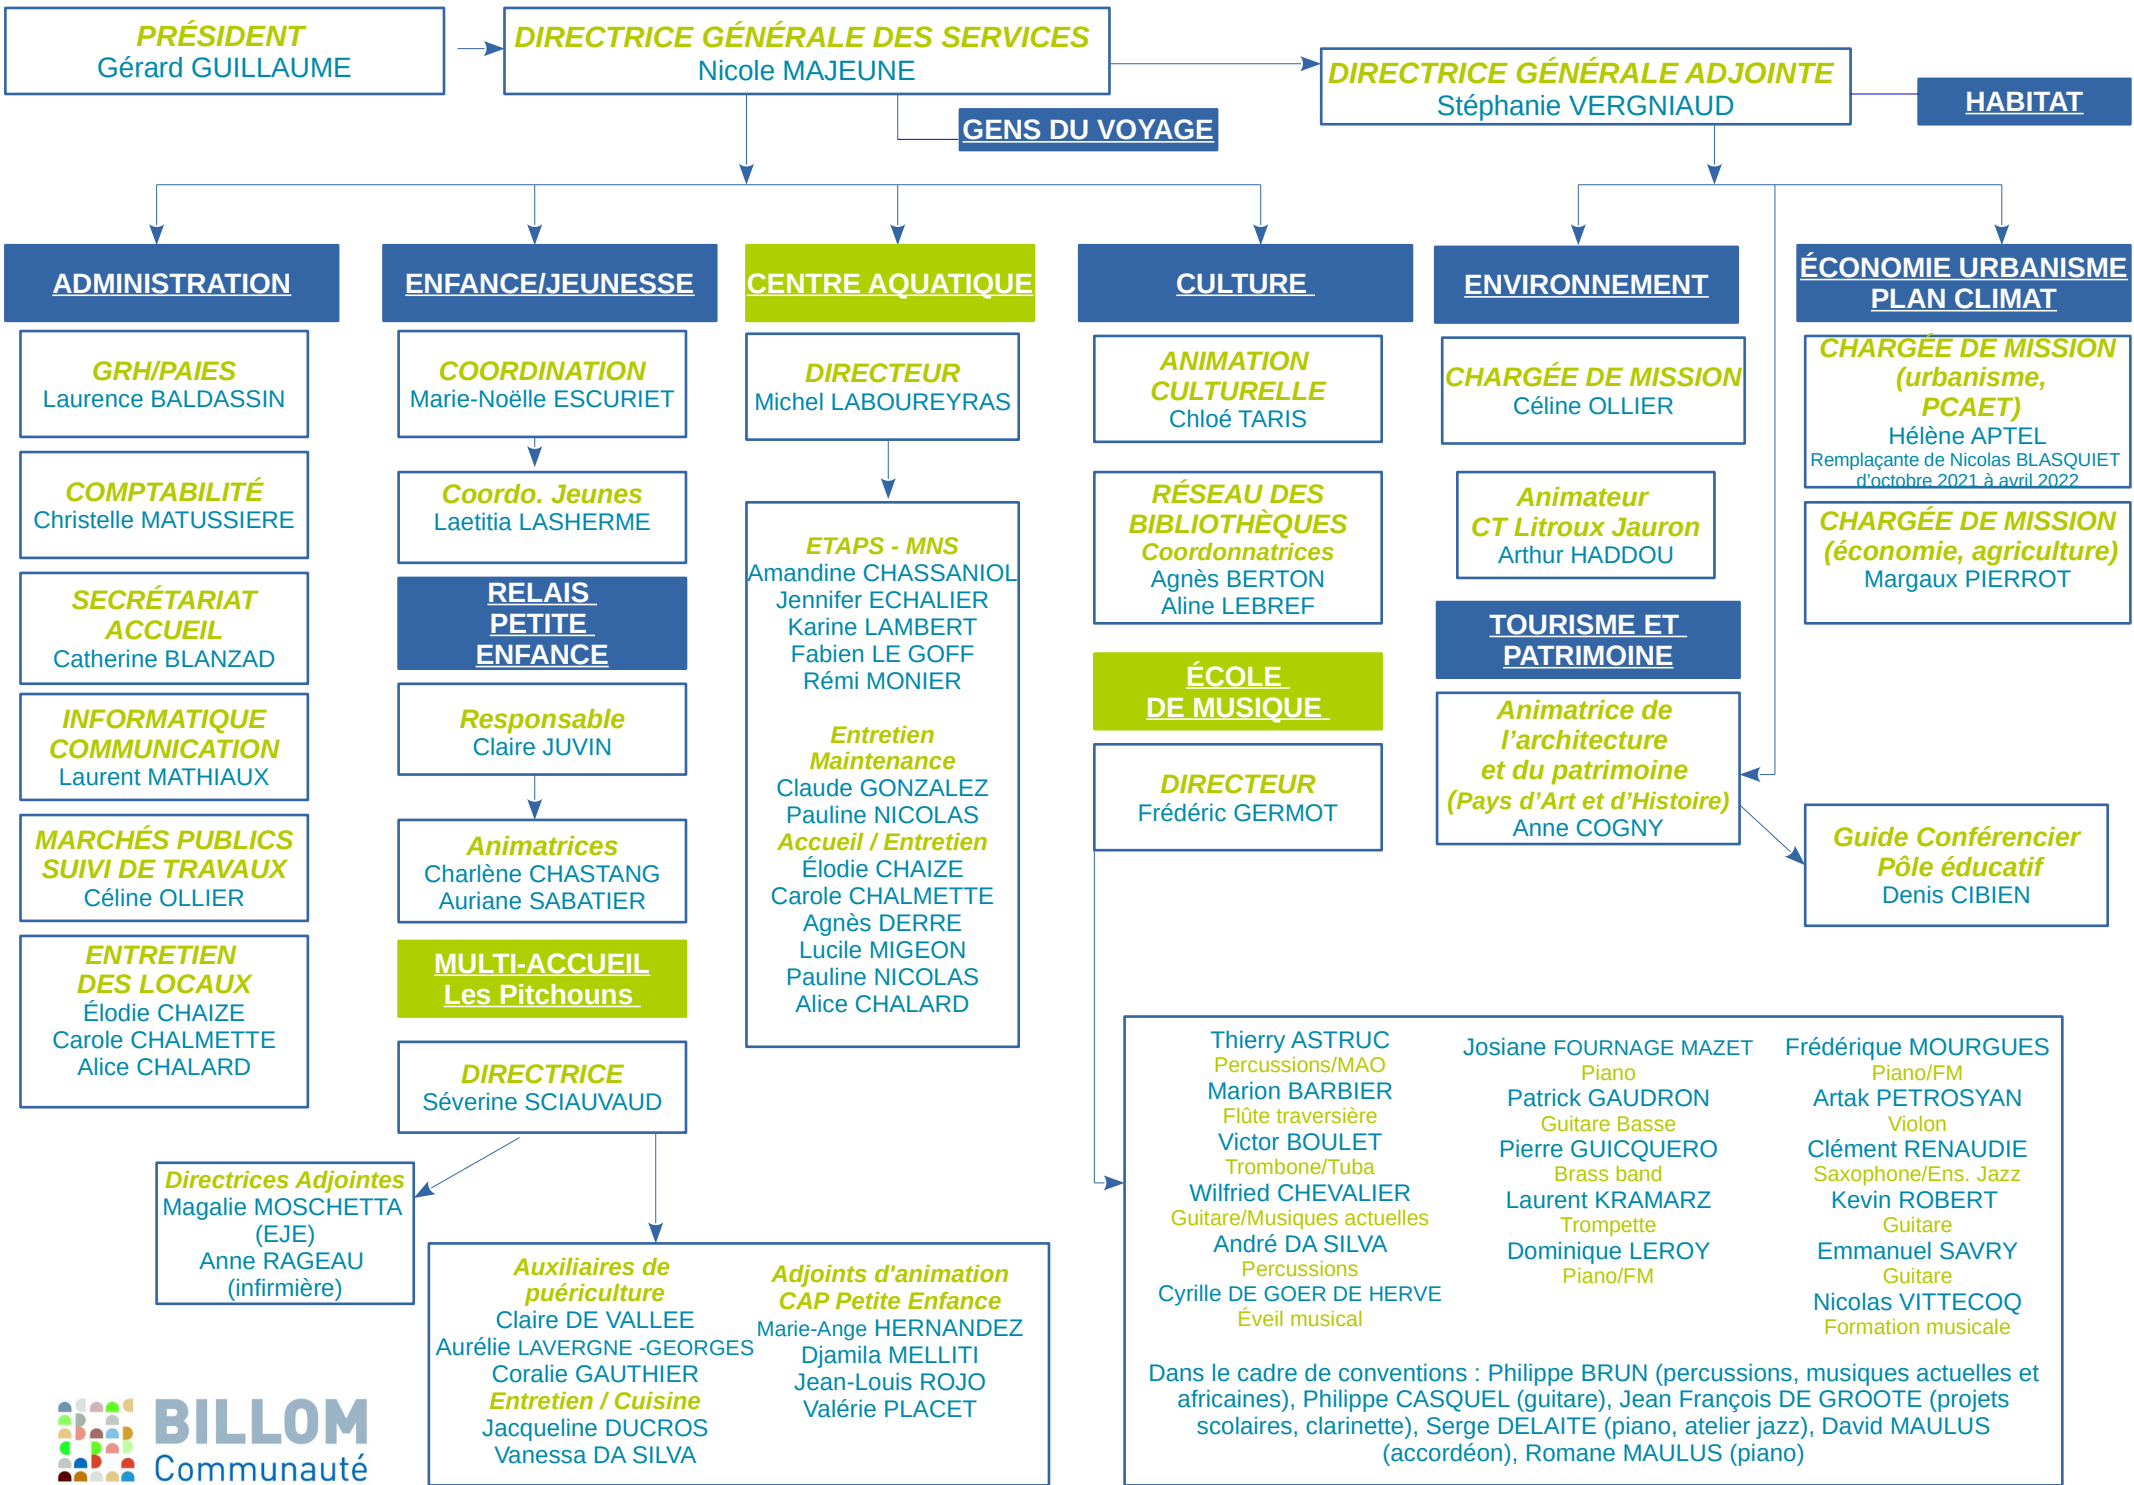 PRÉSIDENT
Gérard GUILLAUME
DIRECTRICE GÉNÉRALE DES SERVICES
Nicole MAJEUNE
DIRECTRICE GÉNÉRALE ADJOINTE
Stéphanie VERGNIAUD
HABITAT
GENS DU VOYAGE
ADMINISTRATION
GRH/PAIES
Laurence BALDASSIN
COMPTABILITÉ
Christelle MATUSSIERE
SECRÉTARIAT
ACCUEIL
Catherine BLANZAD
INFORMATIQUE
COMMUNICATION
Laurent MATHIAUX
MARCHÉS PUBLICS
SUIVI DE TRAVAUX
Céline OLLIER
ENTRETIEN
DES LOCAUX
Élodie CHAIZE
Carole CHALMETTE
Alice CHALARD
ENFANCE/JEUNESSE
COORDINATION
Marie-Noëlle ESCURIET
Coordo. Jeunes
Laetitia LASHERME
RELAIS
PETITE
ENFANCE
Responsable
Claire JUVIN
Animatrices
Charlène CHASTANG
Auriane SABATIER
MULTI-ACCUEIL
Les Pitchouns
DIRECTRICE
Séverine SCIAUVAUD
Directrices Adjointes
Magalie MOSCHETTA
(EJE)
Anne RAGEAU
(infirmière)
Auxiliaires de
puériculture
Claire DE VALLEE
Aurélie LAVERGNE -GEORGES
Coralie GAUTHIER
Entretien / Cuisine
Jacqueline DUCROS
Vanessa DA SILVA
Adjoints d'animation
CAP Petite Enfance
Marie-Ange HERNANDEZ
Djamila MELLITI
Jean-Louis ROJO
Valérie PLACET
CENTRE AQUATIQUE
DIRECTEUR
Michel LABOUREYRAS
ETAPS - MNS
Amandine CHASSANIOL
Jennifer ECHALIER
Karine LAMBERT
Fabien LE GOFF
Rémi MONIER
Entretien
Maintenance
Claude GONZALEZ
Pauline NICOLAS
Accueil / Entretien
Élodie CHAIZE
Carole CHALMETTE
Agnès DERRE
Lucile MIGEON
Pauline NICOLAS
Alice CHALARD
CULTURE
ANIMATION
CULTURELLE
Chloé TARIS
RÉSEAU DES
BIBLIOTHÈQUES
Coordonnatrices
Agnès BERTON
Aline LEBREF
ÉCOLE
DE MUSIQUE
DIRECTEUR
Frédéric GERMOT
Thierry ASTRUC
Percussions/MAO
Marion BARBIER
Flûte traversière
Victor BOULET
Trombone/Tuba
Wilfried CHEVALIER
Guitare/Musiques actuelles
André DA SILVA
Percussions
Cyrille DE GOER DE HERVE
Éveil musical
Josiane FOURNAGE MAZET
Piano
Patrick GAUDRON
Guitare Basse
Pierre GUICQUERO
Brass band
Laurent KRAMARZ
Trompette
Dominique LEROY
Piano/FM
Frédérique MOURGUES
Piano/FM
Artak PETROSYAN
Violon
Clément RENAUDIE
Saxophone/Ens. Jazz
Kevin ROBERT
Guitare
Emmanuel SAVRY
Guitare
Nicolas VITTECOQ
Formation musicale
Dans le cadre de conventions : Philippe BRUN (percussions, musiques actuelles et
africaines), Philippe CASQUEL (guitare), Jean François DE GROOTE (projets
scolaires, clarinette), Serge DELAITE (piano, atelier jazz), David MAULUS
(accordéon), Romane MAULUS (piano)
ENVIRONNEMENT
CHARGÉE DE MISSION
Céline OLLIER
Animateur
CT Litroux Jauron
Arthur HADDOU
TOURISME ET
PATRIMOINE
Animatrice de
l’architecture
et du patrimoine
(Pays d’Art et d’Histoire)
Anne COGNY
Guide Conférencier
Pôle éducatif
Denis CIBIEN
ÉCONOMIE URBANISME
PLAN CLIMAT
CHARGÉE DE MISSION
(urbanisme,
PCAET)
Hélène APTEL
Remplaçante de Nicolas BLASQUIET
d’octobre 2021 à avril 2022
CHARGÉE DE MISSION
(économie, agriculture)
Margaux PIERROT
BILLOM
Communauté